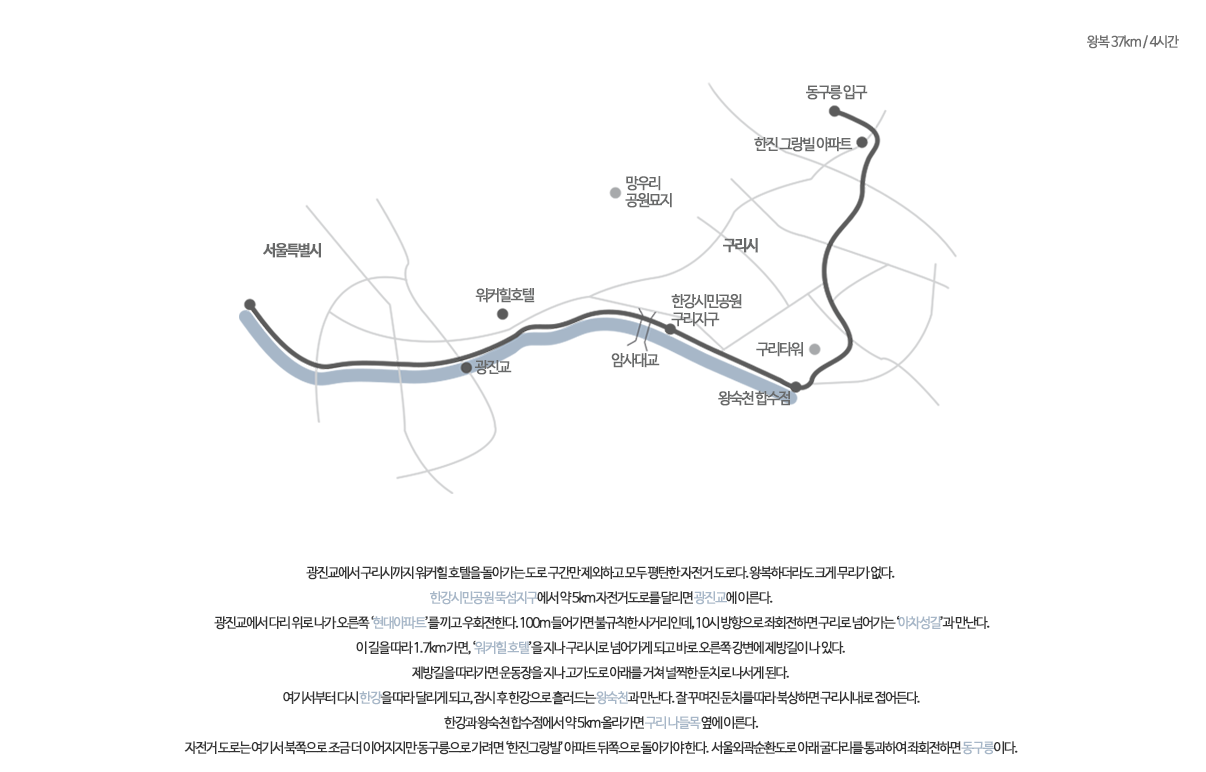 왕복 37km / 4시간
동구릉 입구
한진 그랑빌 아파트
망우리
공원묘지
서울특별시
구리시
워커힐호텔
한강시민공원
구리지구
구리타워
암사대교
광진교
왕숙천 합수점
광진교에서 구리시까지 워커힐 호텔을 돌아가는 도로 구간만 제외하고 모두 평탄한 자전거 도로다. 왕복하더라도 크게 무리가 없다.
한강시민공원 뚝섬지구에서 약 5km 자전거도로를 달리면 광진교에 이른다.
광진교에서 다리 위로 나가 오른쪽 '현대아파트'를 끼고 우회전한다. 100m 들어가면 불규칙한 사거리인데, 10시 방향으로 좌회전하면 구리로 넘어가는 '아차성길'과 만난다.
이 길을 따라 1.7km 가면, '워커힐 호텔'을 지나 구리시로 넘어가게 되고 바로 오른쪽 강변에 제방길이 나 있다.
제방길을 따라가면 운동장을 지나 고가도로 아래를 거쳐 널찍한 둔치로 나서게 된다.
여기서부터 다시 한강을 따라 달리게 되고, 잠시 후 한강으로 흘러드는 왕숙천과 만난다. 잘 꾸며진 둔치를 따라 북상하면 구리시내로 접어든다.
한강과 왕숙천 합수점에서 약 5km 올라가면 구리 나들목 옆에 이른다.
자전거 도로는 여기서 북쪽으로 조금 더 이어지지만 동구릉으로 가려면 '한진그랑빌' 아파트 뒤쪽으로 돌아가야 한다. 서울외곽순환도로 아래 굴다리를 통과하여 좌회전하면 동구릉이다.